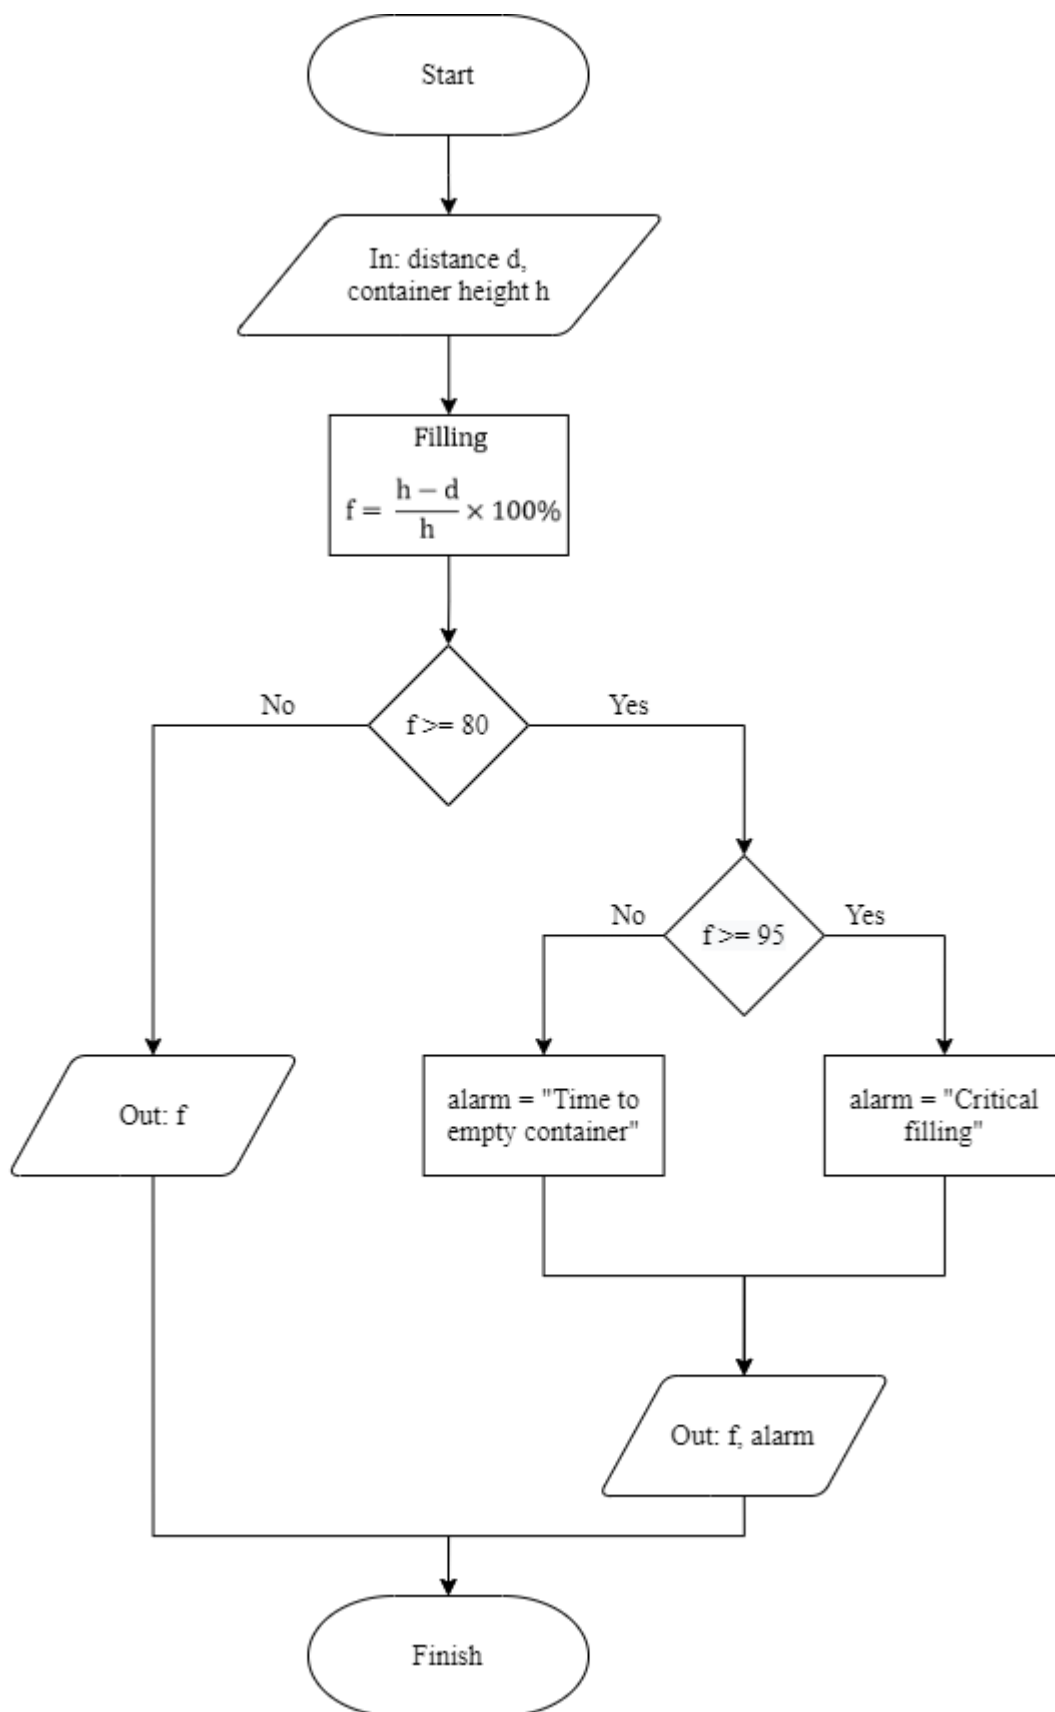 Start
In: distance d,
container height h
Filling
f = h − d / h × 100%
f >= 80
No
Yes
f >= 95
No
Yes
Out: f
alarm = "Time to
empty container"
alarm = "Critical
filling"
Out: f, alarm
Finish